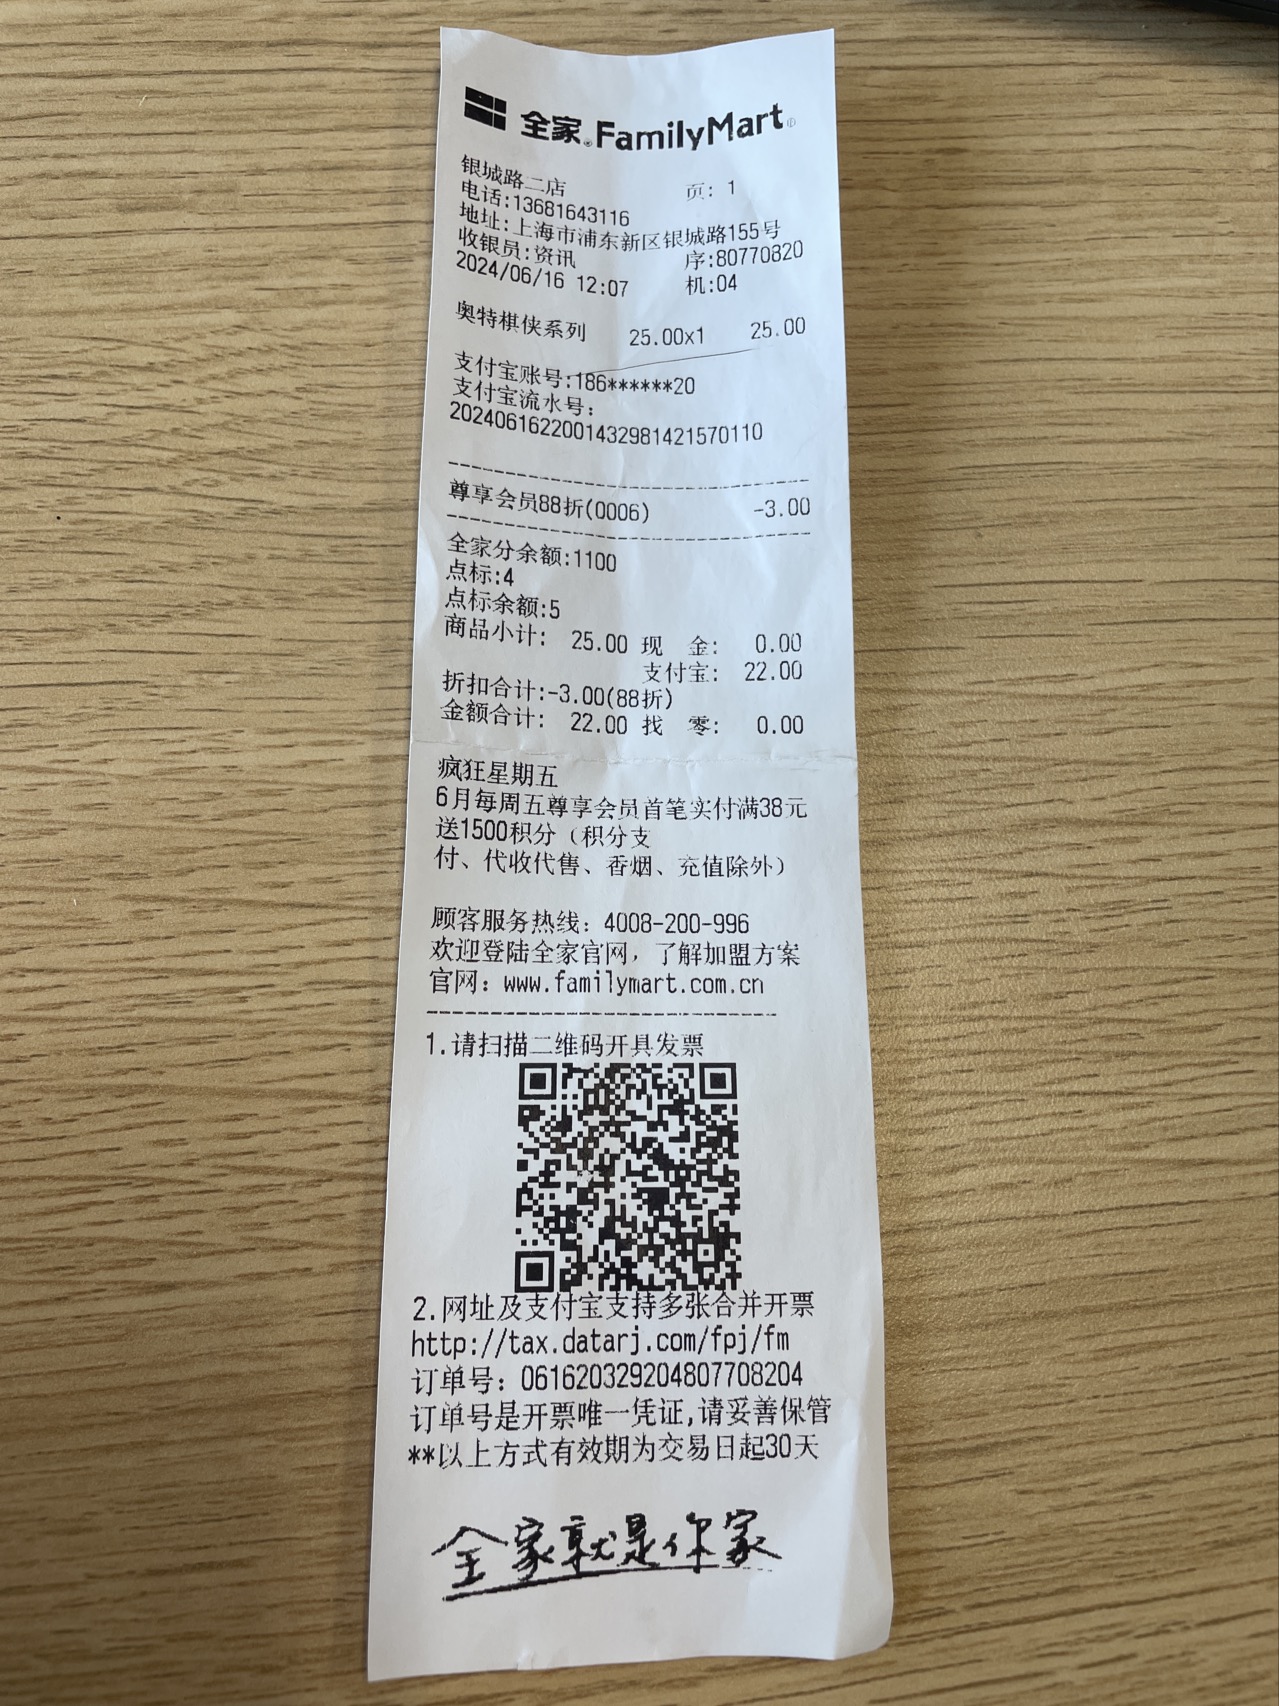 全家 FamilyMart
银城路二店 页: 1
电话:13681643116
地址:上海市浦东新区银城路155号
收银员:资讯 序:80770820
2024/06/16 12:07 机:04
奥特棋侠系列 25.00x1 25.00
支付宝账号:186******20
支付宝流水号:
2024061622001432981421570110
尊享会员88折(0006) -3.00
全家分余额:1100
点标:4
点标余额:5
商品小计: 25.00 现 金: 0.00
支付宝: 22.00
折扣合计:-3.00(88折)
金额合计: 22.00 找 零: 0.00
疯狂星期五
6月每周五尊享会员首笔实付满38元
送1500积分（积分支
付、代收代售、香烟、充值除外）
顾客服务热线：4008-200-996
欢迎登陆全家官网，了解加盟方案
官网：www.familymart.com.cn
1.请扫描二维码开具发票
2.网址及支付宝支持多张合并开票
http://tax.datarj.com/fpj/fm
订单号：061620329204807708204
订单号是开票唯一凭证,请妥善保管
**以上方式有效期为交易日起30天
全家就是你家